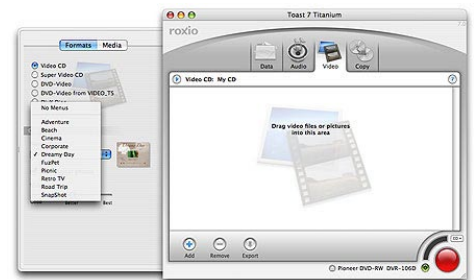 Toast 7 Titanium
roxio
Data
Audio
Video
Copy
Video CD: My CD
Drag video files or pictures
into this area
Add
Remove
Export
Pioneer DVD-RW DVR-106D
Formats
Media
Video CD
Super Video CD
DVD-Video
DVD-Video from VIDEO_TS
No Menus
Adventure
Beach
Cinema
Corporate
✓ Dreamy Day
FuzPet
Picnic
Retro TV
Road Trip
SnapShot
Best